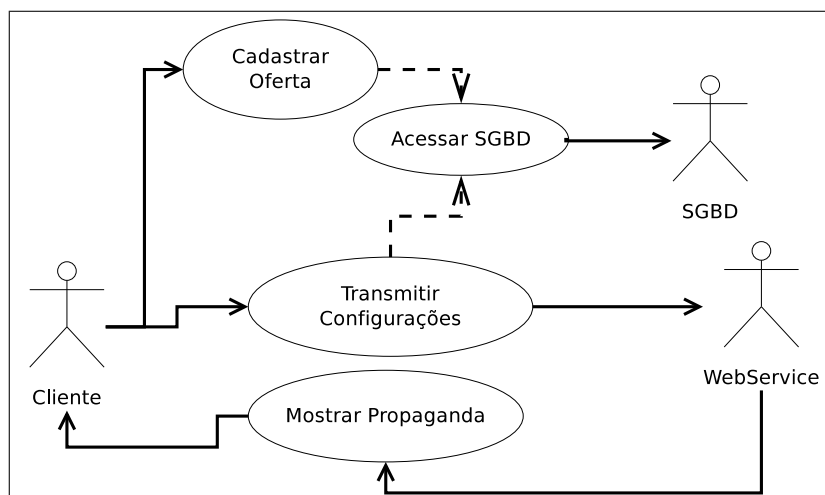 Cadastrar
Oferta
Acessar SGBD
SGBD
Transmitir
Configurações
WebService
Cliente
Mostrar Propaganda